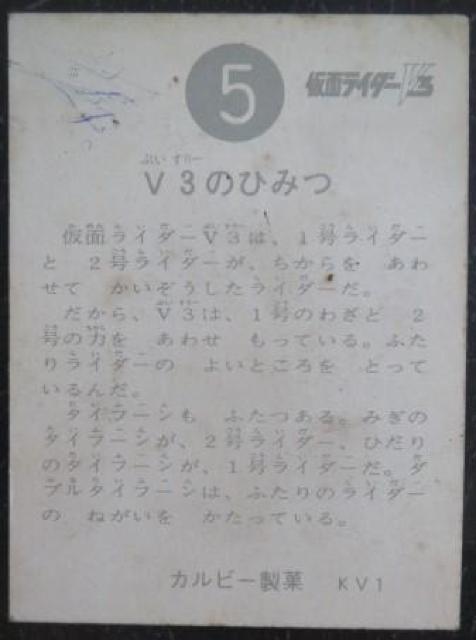 5
仮面ライダーV3
ぶいすりー
V3のひみつ
仮面ライダーV3は、1号ライダー
と 2号ライダーが、ちからを あわ
せて かいぞうしたライダーだ。
だから、V3は、1号のわざと 2
号の力を あわせ もっている。ふた
りライダーの よいところを とって
いるんだ。
タイフーンも ふたつある。みぎの
タイフーンが、2号ライダー、ひだり
のタイフーンが、1号ライダーだ。ダ
ブルタイフーンは、ふたりのライダー
の ねがいを かたっている。
カルビー製菓 KV1